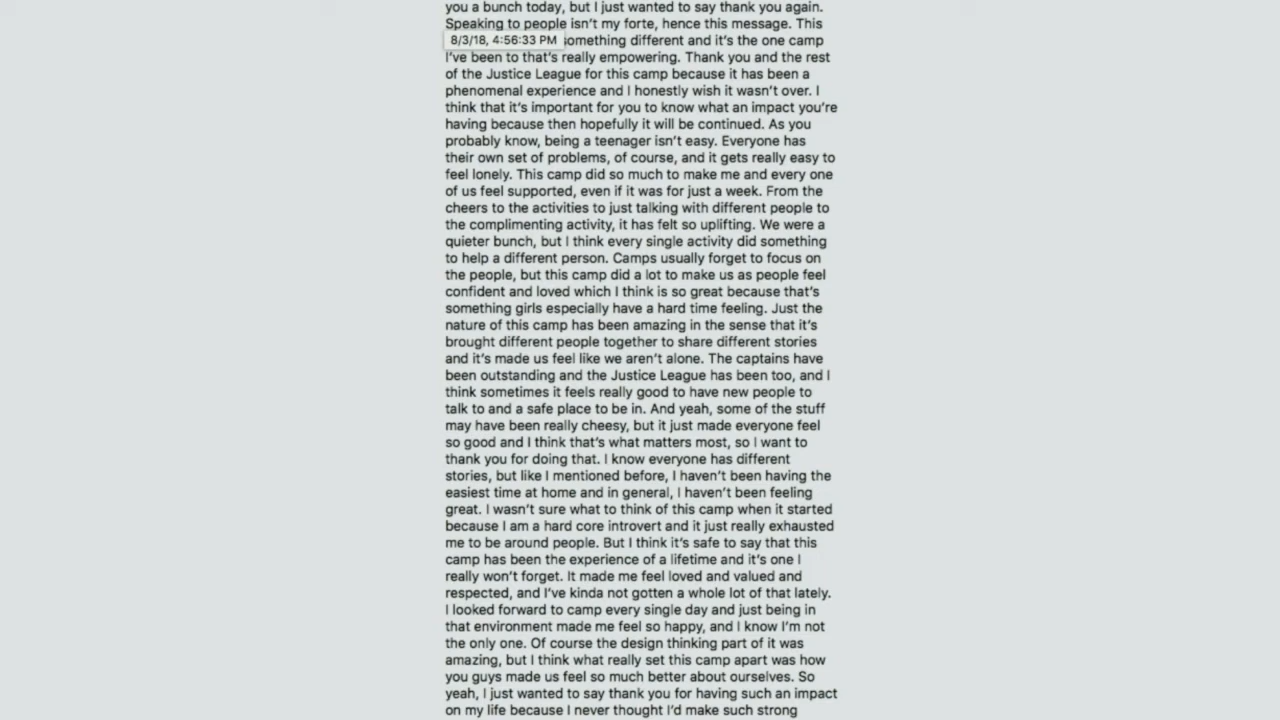 you a bunch today, but I just wanted to say thank you again.
Speaking to people isn't my forte, hence this message. This
8/3/18, 4:56:33 PM something different and it's the one camp
I've been to that's really empowering. Thank you and the rest
of the Justice League for this camp because it has been a
phenomenal experience and I honestly wish it wasn't over. I
think that it's important for you to know what an impact you're
having because then hopefully it will be continued. As you
probably know, being a teenager isn't easy. Everyone has
their own set of problems, of course, and it gets really easy to
feel lonely. This camp did so much to make me and every one
of us feel supported, even if it was for just a week. From the
cheers to the activities to just talking with different people to
the complimenting activity, it has felt so uplifting. We were a
quieter bunch, but I think every single activity did something
to help a different person. Camps usually forget to focus on
the people, but this camp did a lot to make us as people feel
confident and loved which I think is so great because that's
something girls especially have a hard time feeling. Just the
nature of this camp has been amazing in the sense that it's
brought different people together to share different stories
and it's made us feel like we aren't alone. The captains have
been outstanding and the Justice League has been too, and I
think sometimes it feels really good to have new people to
talk to and a safe place to be in. And yeah, some of the stuff
may have been really cheesy, but it just made everyone feel
so good and I think that's what matters most, so I want to
thank you for doing that. I know everyone has different
stories, but like I mentioned before, I haven't been having the
easiest time at home and in general, I haven't been feeling
great. I wasn't sure what to think of this camp when it started
because I am a hard core introvert and it just really exhausted
me to be around people. But I think it's safe to say that this
camp has been the experience of a lifetime and it's one I
really won't forget. It made me feel loved and valued and
respected, and I've kinda not gotten a whole lot of that lately.
I looked forward to camp every single day and just being in
that environment made me feel so happy, and I know I'm not
the only one. Of course the design thinking part of it was
amazing, but I think what really set this camp apart was how
you guys made us feel so much better about ourselves. So
yeah, I just wanted to say thank you for having such an impact
on my life because I never thought I'd make such strong